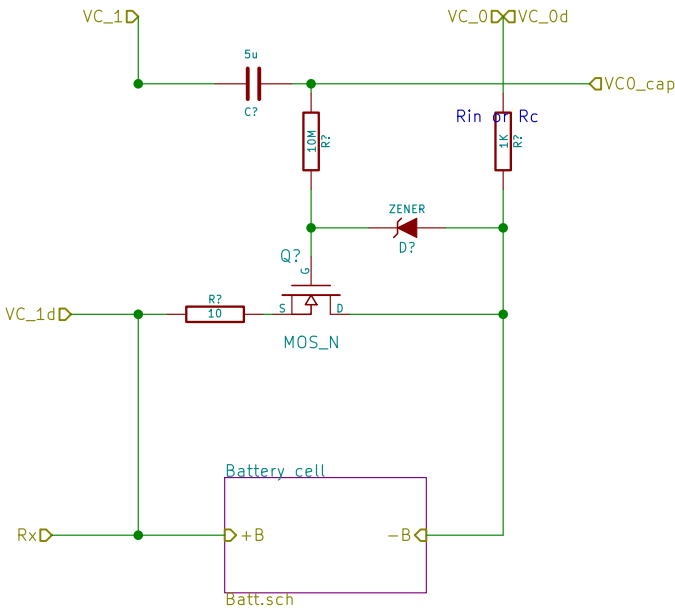 VC_1
VC_0
VC_0d
5u
C?
VC0_cap
Rin or Rc
10M
R?
1K
R?
ZENER
D?
Q?
G
S
D
MOS_N
VC_1d
R?
10
Battery cell
Rx
+B
-B
Batt.sch